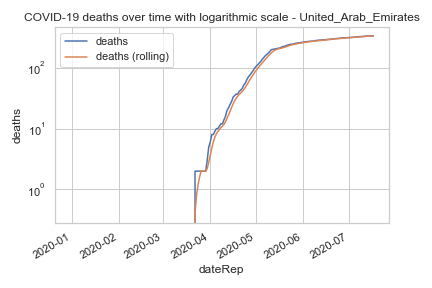 COVID-19 deaths over time with logarithmic scale - United_Arab_Emirates
deaths
deaths (rolling)
10²
10¹
10⁰
deaths
2020-01
2020-02
2020-03
2020-04
2020-05
2020-06
2020-07
dateRep